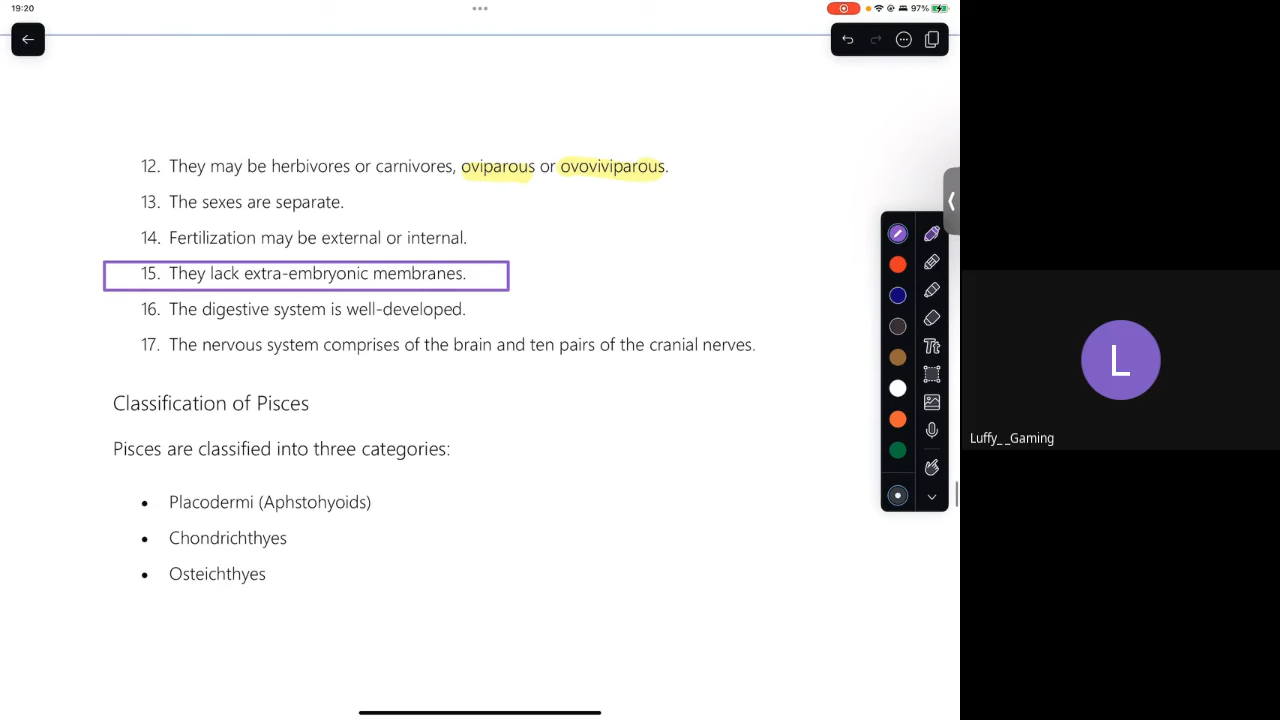 19:20
97%
12. They may be herbivores or carnivores, oviparous or ovoviviparous.
13. The sexes are separate.
14. Fertilization may be external or internal.
15. They lack extra-embryonic membranes.
16. The digestive system is well-developed.
17. The nervous system comprises of the brain and ten pairs of the cranial nerves.
Classification of Pisces
Pisces are classified into three categories:
• Placodermi (Aphstohyoids)
• Chondrichthyes
• Osteichthyes
Tt
L
Luffy_ _Gaming